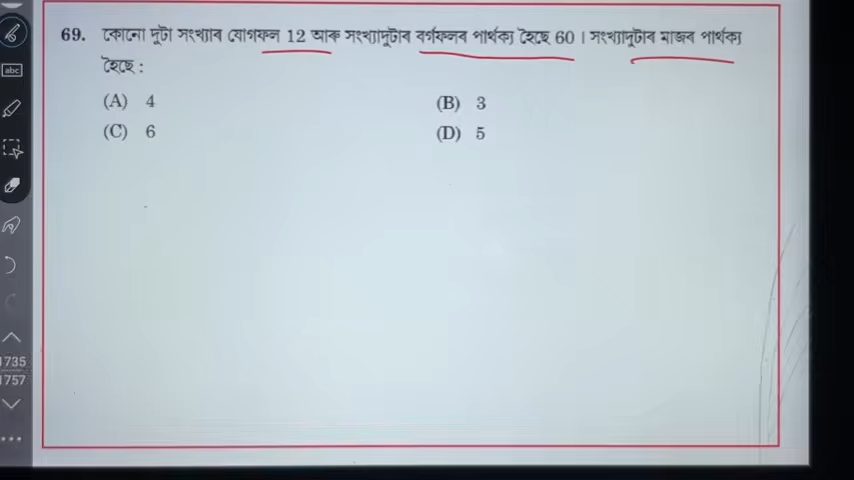 69. কোনো দুটা সংখ্যাৰ যোগফল 12 আৰু সংখ্যাদুটাৰ বৰ্গফলৰ পাৰ্থক্য হৈছে 60 । সংখ্যাদুটাৰ মাজৰ পাৰ্থক্য
হৈছে :
(A) 4 (B) 3
(C) 6 (D) 5
abc
1735
1757